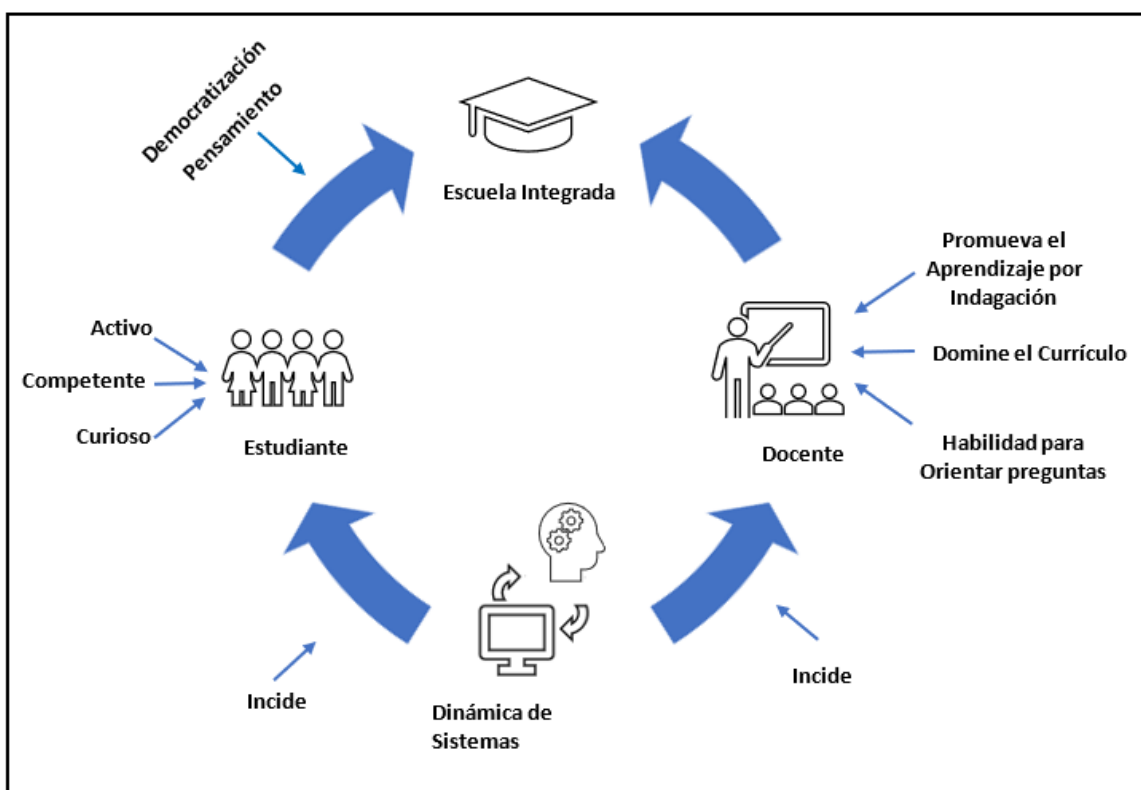 Democratización
Pensamiento
Escuela Integrada
Promueva el
Aprendizaje por
Indagación
Activo
Competente
Curioso
Estudiante
Domine el Currículo
Docente
Habilidad para
Orientar preguntas
Incide
Dinámica de
Sistemas
Incide